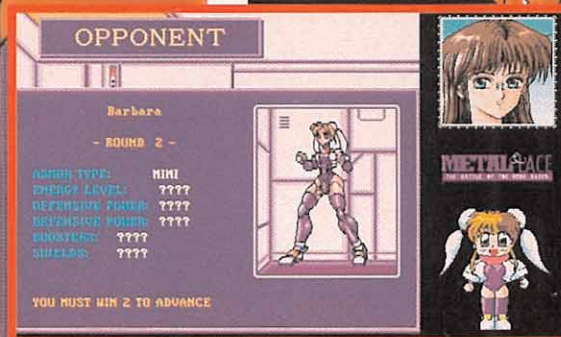 OPPONENT
Barbara
- ROUND 2 -
ARMOR TYPE: MINI
ENERGY LEVEL: ????
OFFENSIVE POWER: ????
DEFENSIVE POWER: ????
BOOSTERS: ????
SHIELDS: ????
YOU MUST WIN 2 TO ADVANCE
METAL & LACE
THE BATTLE OF THE ROBO BABES